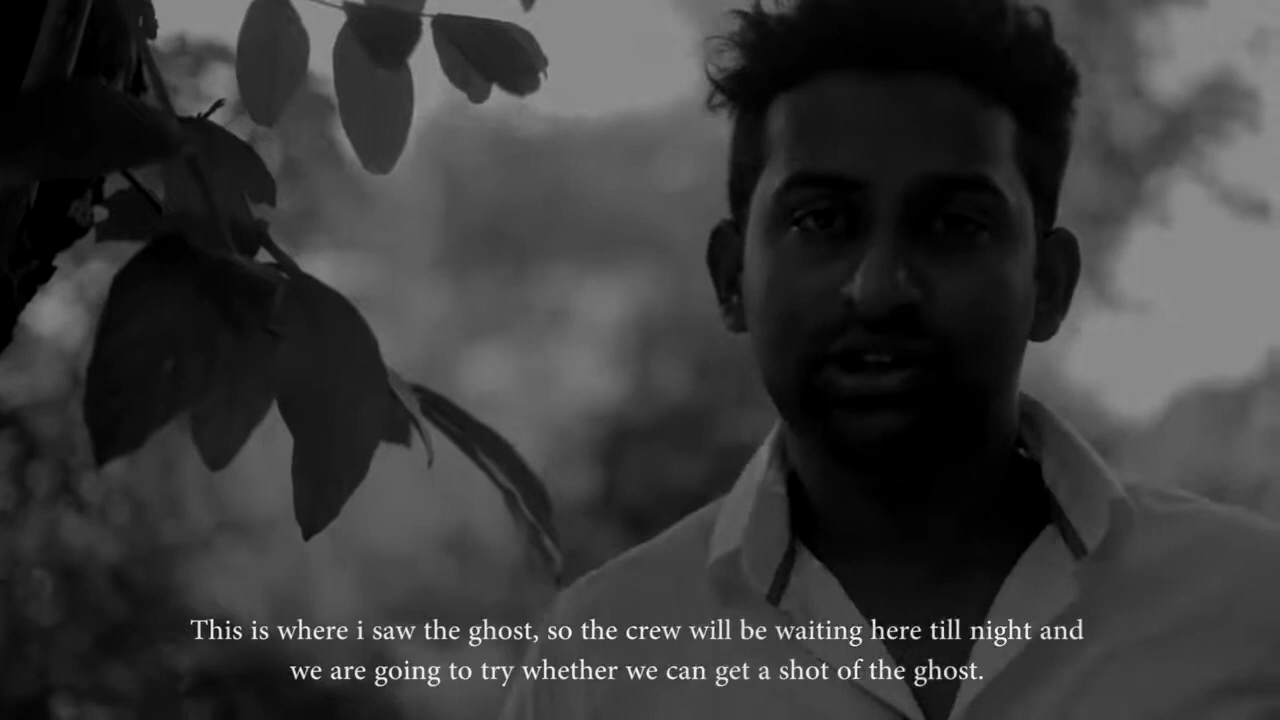 This is where i saw the ghost, so the crew will be waiting here till night and
we are going to try whether we can get a shot of the ghost.